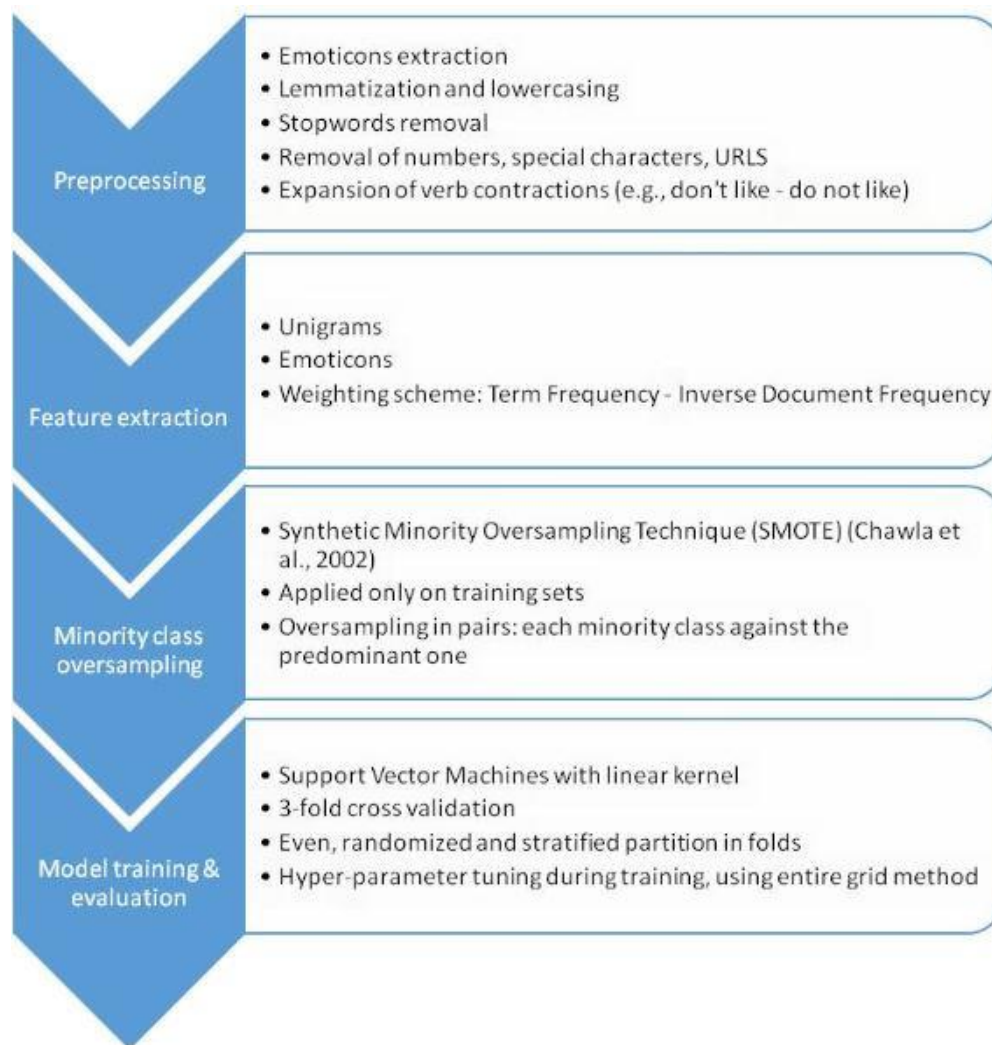 Preprocessing
• Emoticons extraction
• Lemmatization and lowercasing
• Stopwords removal
• Removal of numbers, special characters, URLS
• Expansion of verb contractions (e.g., don't like - do not like)
Feature extraction
• Unigrams
• Emoticons
• Weighting scheme: Term Frequency - Inverse Document Frequency
Minority class
oversampling
• Synthetic Minority Oversampling Technique (SMOTE) (Chawla et
al., 2002)
• Applied only on training sets
• Oversampling in pairs: each minority class against the
predominant one
Model training &
evaluation
• Support Vector Machines with linear kernel
• 3-fold cross validation
• Even, randomized and stratified partition in folds
• Hyper-parameter tuning during training, using entire grid method